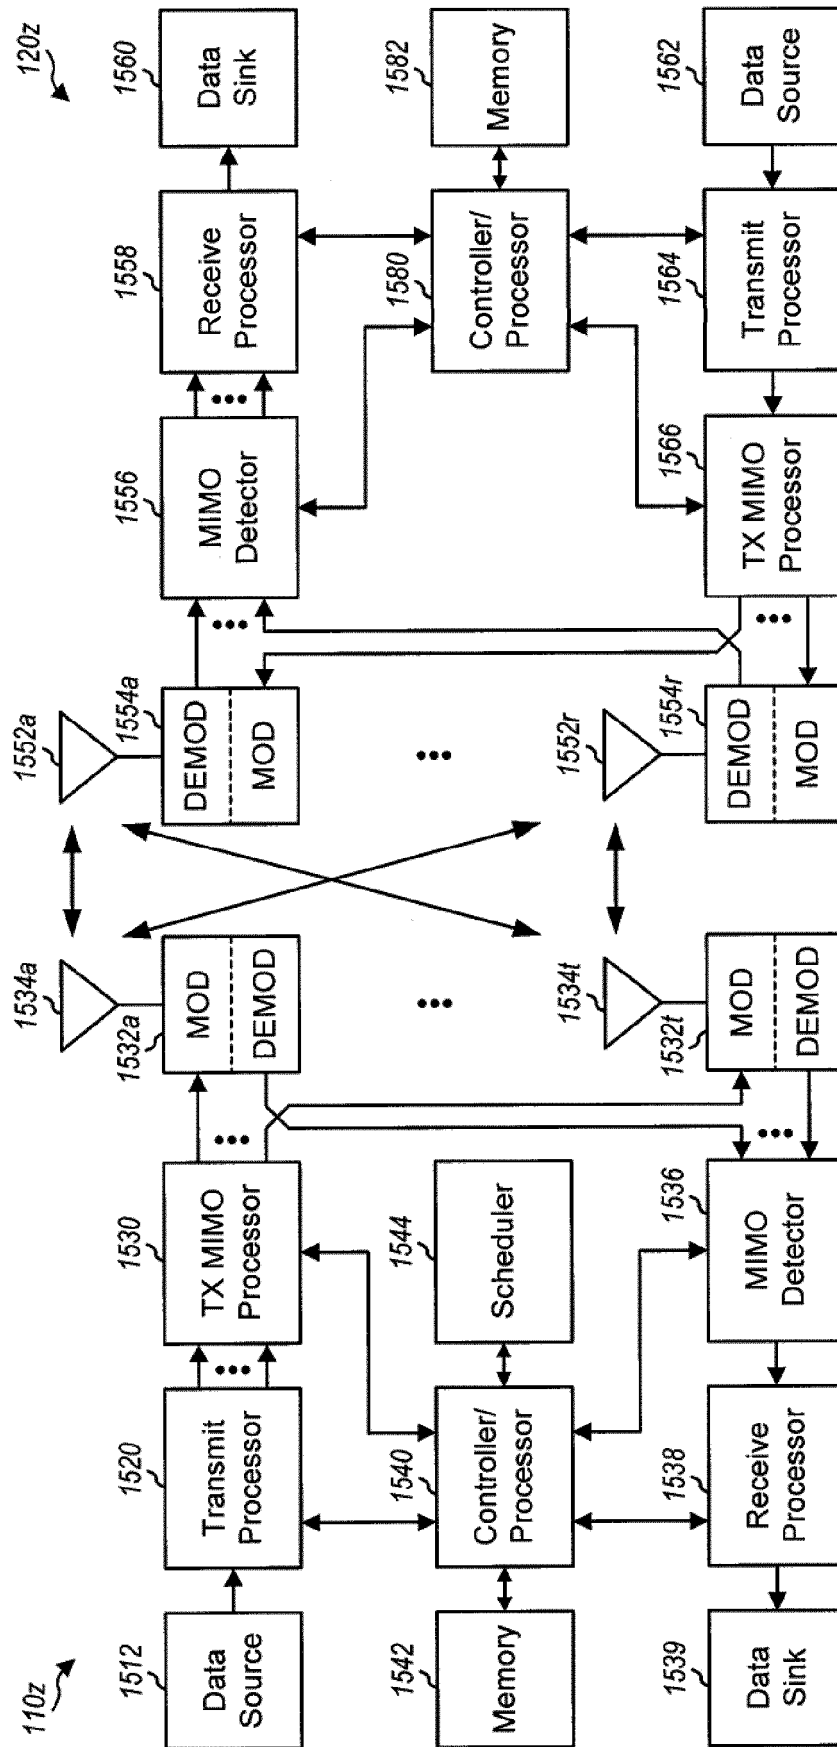 110z
1512
Data
Source
1520
Transmit
Processor
1530
TX MIMO
Processor
1532a
MOD
DEMOD
1534a
1542
Memory
1540
Controller/
Processor
1544
Scheduler
1539
Data
Sink
1538
Receive
Processor
1536
MIMO
Detector
1532t
MOD
DEMOD
1534t
120z
1552a
1554a
DEMOD
MOD
1556
MIMO
Detector
1558
Receive
Processor
1560
Data
Sink
1580
Controller/
Processor
1582
Memory
1552r
1554r
DEMOD
MOD
1566
TX MIMO
Processor
1564
Transmit
Processor
1562
Data
Source